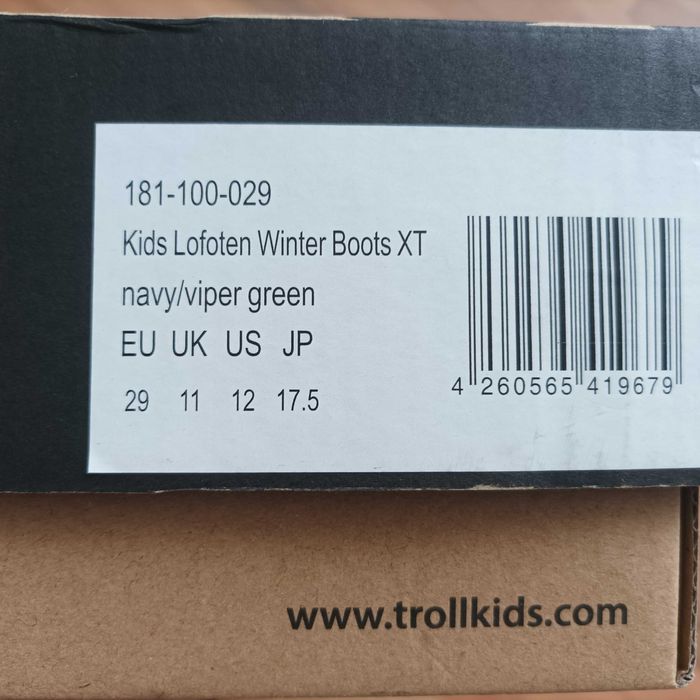 181-100-029
Kids Lofoten Winter Boots XT
navy/viper green
EU UK US JP
29 11 12 17.5
4 260565 419679
www.trollkids.com